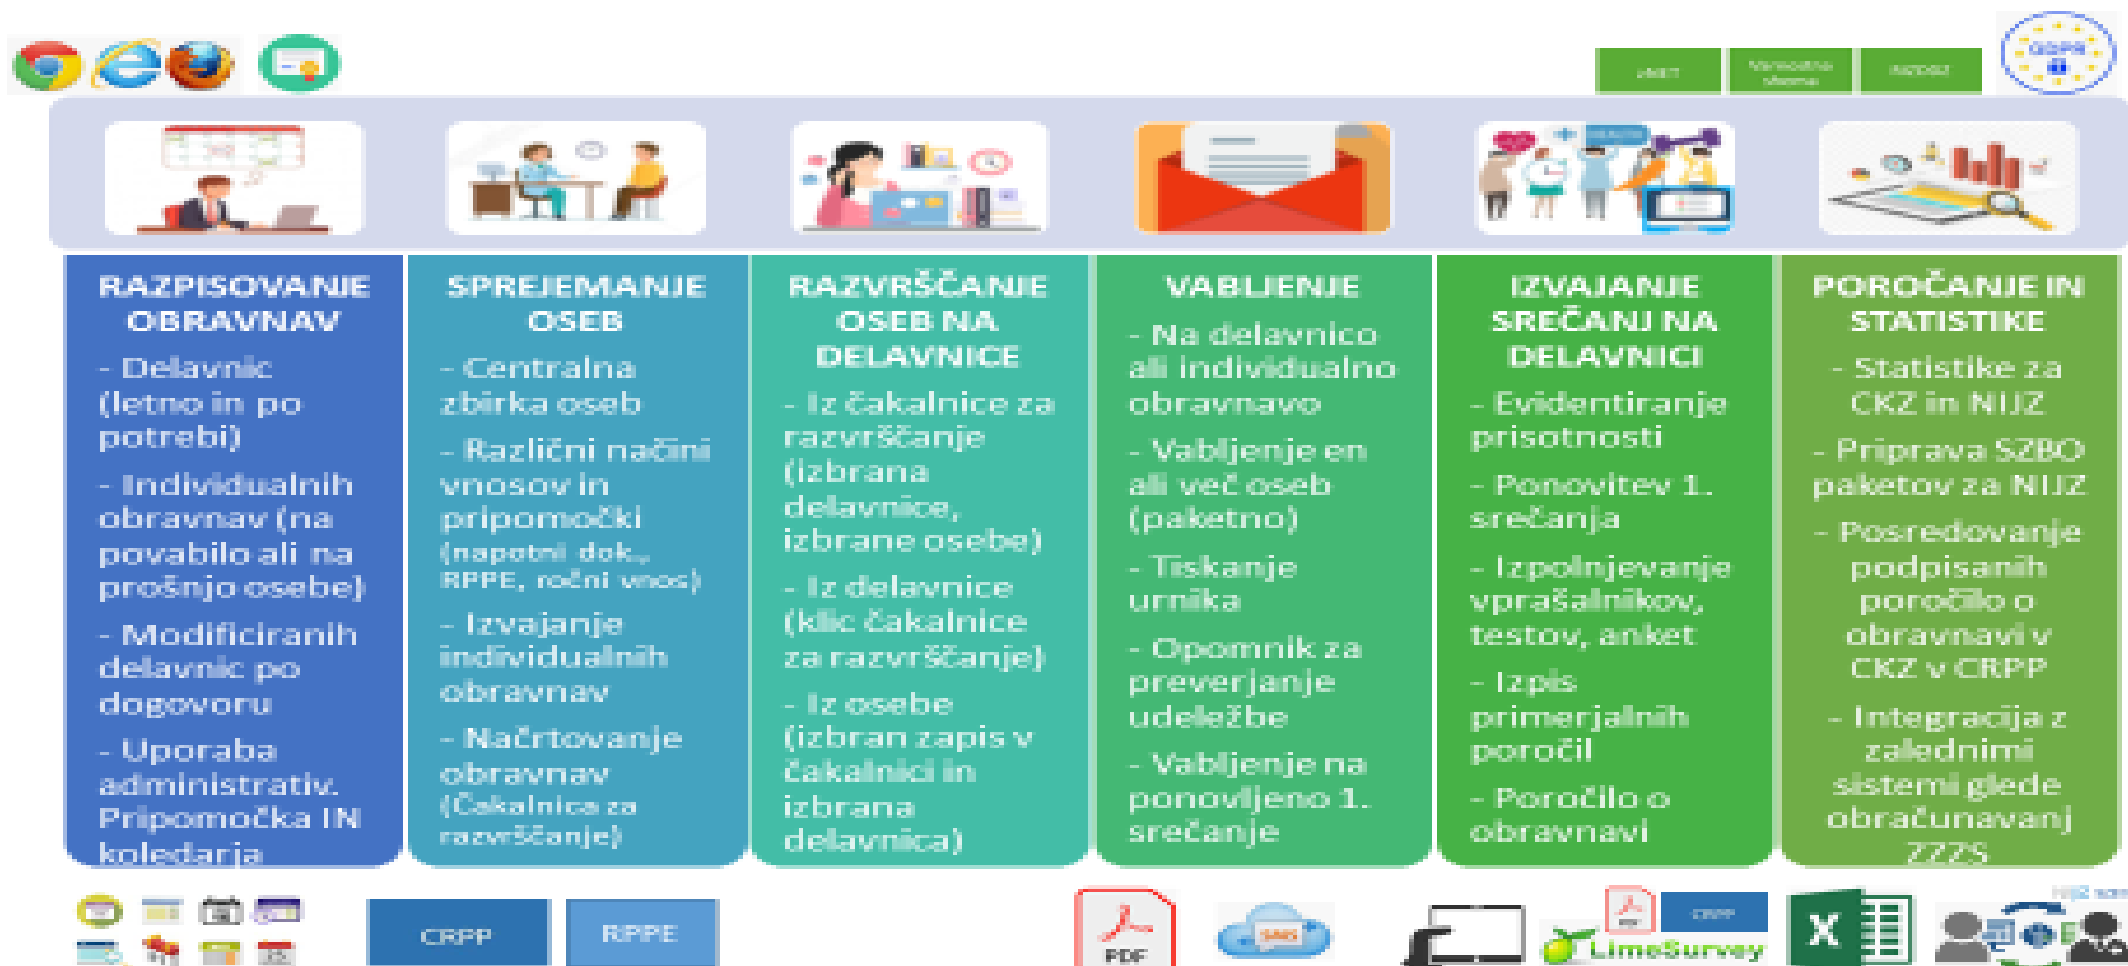 zNET
Varnostna
shema
GDPR
HEALTH
RAZPISOVANJE
OBRAVNAV
- Delavnic
(letno in po
potrebi)
- Individualnih
obravnav (na
povabilo ali na
prošnjo osebe)
- Modificiranih
delavnic po
dogovoru
- Uporaba
administrativ.
Pripomočka IN
koledarja
SPREJEMANJE
OSEB
- Centralna
zbirka oseb
- Različni načini
vnosov in
pripomočki
(napotni dok.,
RPPE, ročni vnos)
- Izvajanje
individualnih
obravnav
- Načrtovanje
obravnav
(Čakalnica za
razvrščanje)
RAZVRŠČANJE
OSEB NA
DELAVNICE
- Iz čakalnice za
razvrščanje
(izbrana
delavnice,
izbrane osebe)
- Iz delavnice
(klic čakalnice
za razvrščanje)
- Iz osebe
(izbran zapis v
čakalnici in
izbrana
delavnica)
VABLJENJE
- Na delavnico
ali individualno
obravnavo
- Vabljenje en
ali več oseb
(paketno)
- Tiskanje
urnika
- Opomnik za
preverjanje
udeležbe
- Vabljenje na
ponovljeno 1.
srečanje
IZVAJANJE
SREČANJ NA
DELAVNICI
- Evidentiranje
prisotnosti
- Ponovitev 1.
srečanja
- Izpolnjevanje
vprašalnikov,
testov, anket
- Izpis
primerjalnih
poročil
- Poročilo o
obravnavi
POROČANJE IN
STATISTIKE
- Statistike za
CKZ in NIJZ
- Priprava SZBO
paketov za NIJZ
- Posredovanje
podpisanih
poročilo o
obravnavi v
CKZ v CRPP
- Integracija z
zalednimi
sistemi glede
obračunavanj
ZZZS
CRPP
RPPE
PDF
SMS
PDF
CRPP
LimeSurvey
X